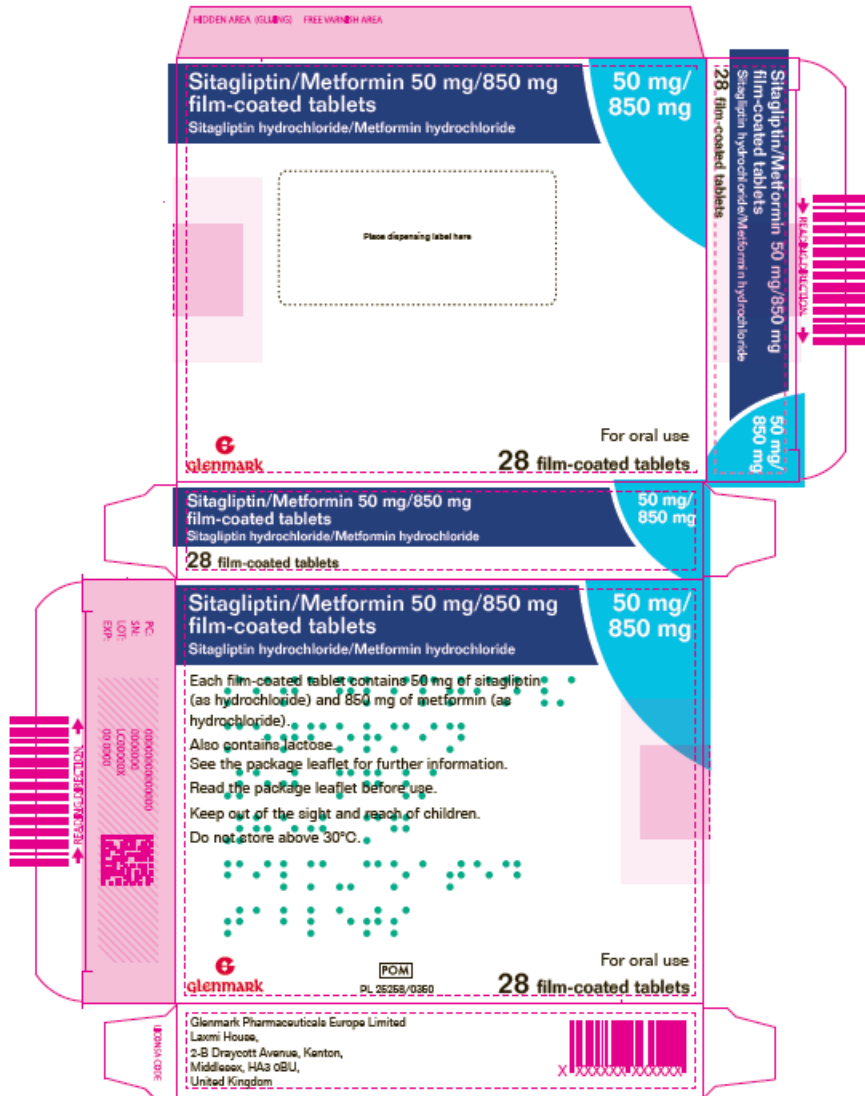 HIDDEN AREA (GLUING) FREE VARNISH AREA
Sitagliptin/Metformin 50 mg/850 mg
film-coated tablets
Sitagliptin hydrochloride/Metformin hydrochloride
50 mg/
850 mg
Place dispensing label here
GLENMARK
For oral use
28 film-coated tablets
Sitagliptin/Metformin 50 mg/850 mg
film-coated tablets
Sitagliptin hydrochloride/Metformin hydrochloride
28 film-coated tablets
50 mg/
850 mg
READING DIRECTION
Sitagliptin/Metformin 50 mg/850 mg
film-coated tablets
Sitagliptin hydrochloride/Metformin hydrochloride
28 film-coated tablets
50 mg/
850 mg
Sitagliptin/Metformin 50 mg/850 mg
film-coated tablets
Sitagliptin hydrochloride/Metformin hydrochloride
50 mg/
850 mg
Each film-coated tablet contains 50 mg of sitagliptin
(as hydrochloride) and 850 mg of metformin (as
hydrochloride).
Also contains lactose.
See the package leaflet for further information.
Read the package leaflet before use.
Keep out of the sight and reach of children.
Do not store above 30°C.
GLENMARK
POM
PL 25258/0350
For oral use
28 film-coated tablets
PC:
SN:
LOT:
EXP:
0000000
00 0000
READING DIRECTION
Glenmark Pharmaceuticals Europe Limited
Laxmi House,
2-B Draycott Avenue, Kenton,
Middlesex, HA3 0BU,
United Kingdom
X XXXXXX XXXXXX